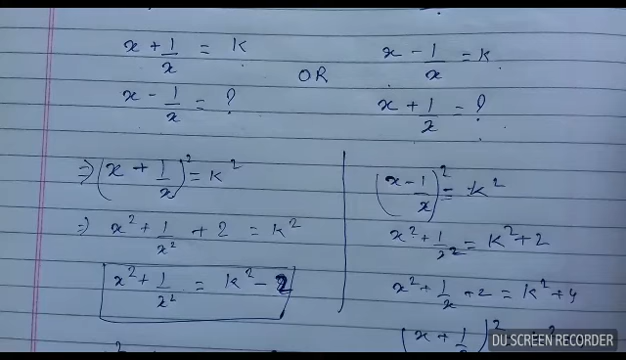 x + 1/x = k
x - 1/x = ?
OR
x - 1/x = k
x + 1/x = ?
⇒ (x + 1/x)² = k²
⇒ x² + 1/x² + 2 = k²
x² + 1/x² = k² - 2
(x - 1/x)² = k²
x² + 1/x² = k² + 2
x² + 1/x + 2 = k² + 4
(x + 1/
DU SCREEN RECORDER